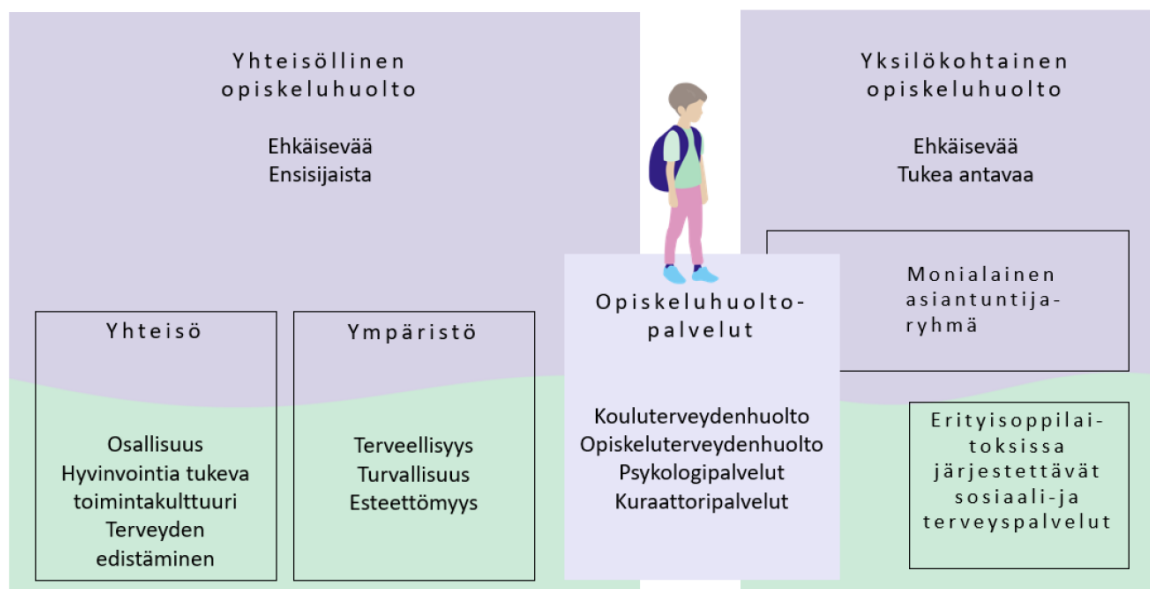 Yhteisöllinen
opiskeluhuolto
Ehkäisevää
Ensisijaista
Yhteisö
Osallisuus
Hyvinvointia tukeva
toimintakulttuuri
Terveyden
edistäminen
Ympäristö
Terveellisyys
Turvallisuus
Esteettömyys
Opiskeluhuolto-
palvelut
Kouluterveydenhuolto
Opiskeluterveydenhuolto
Psykologipalvelut
Kuraattoripalvelut
Yksilökohtainen
opiskeluhuolto
Ehkäisevää
Tukea antavaa
Monialainen
asiantuntija-
ryhmä
Erityisoppilai-
toksissa
järjestettävät
sosiaali-ja
terveyspalvelut